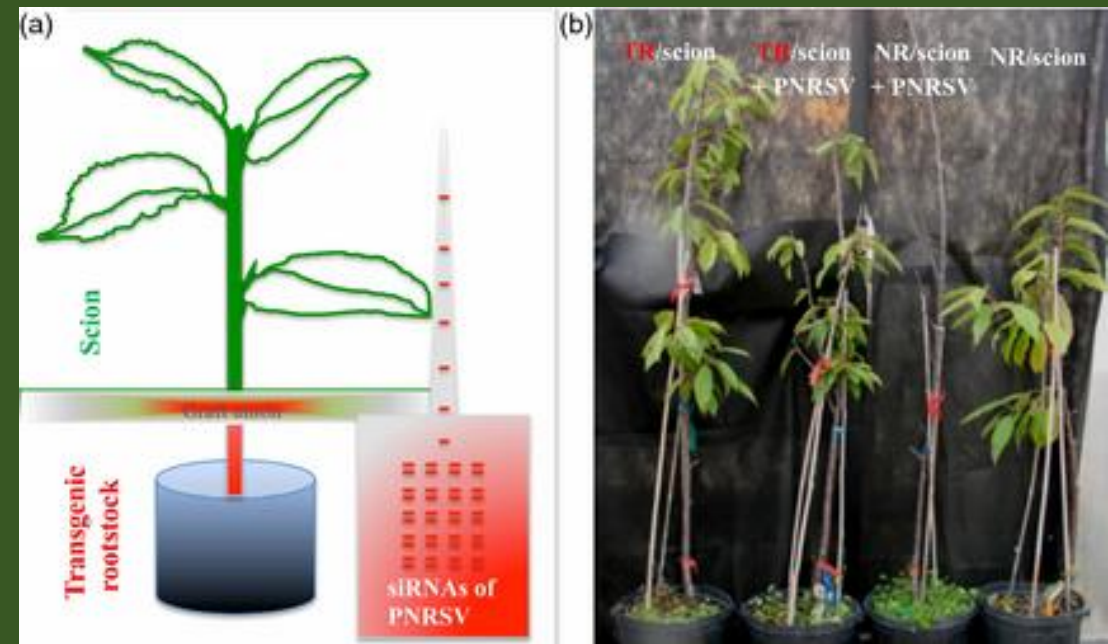 (a)
Scion
Transgenic
rootstock
siRNAs of
PNRSV
(b)
TR/scion
TR/scion
+ PNRSV
NR/scion
+ PNRSV
NR/scion